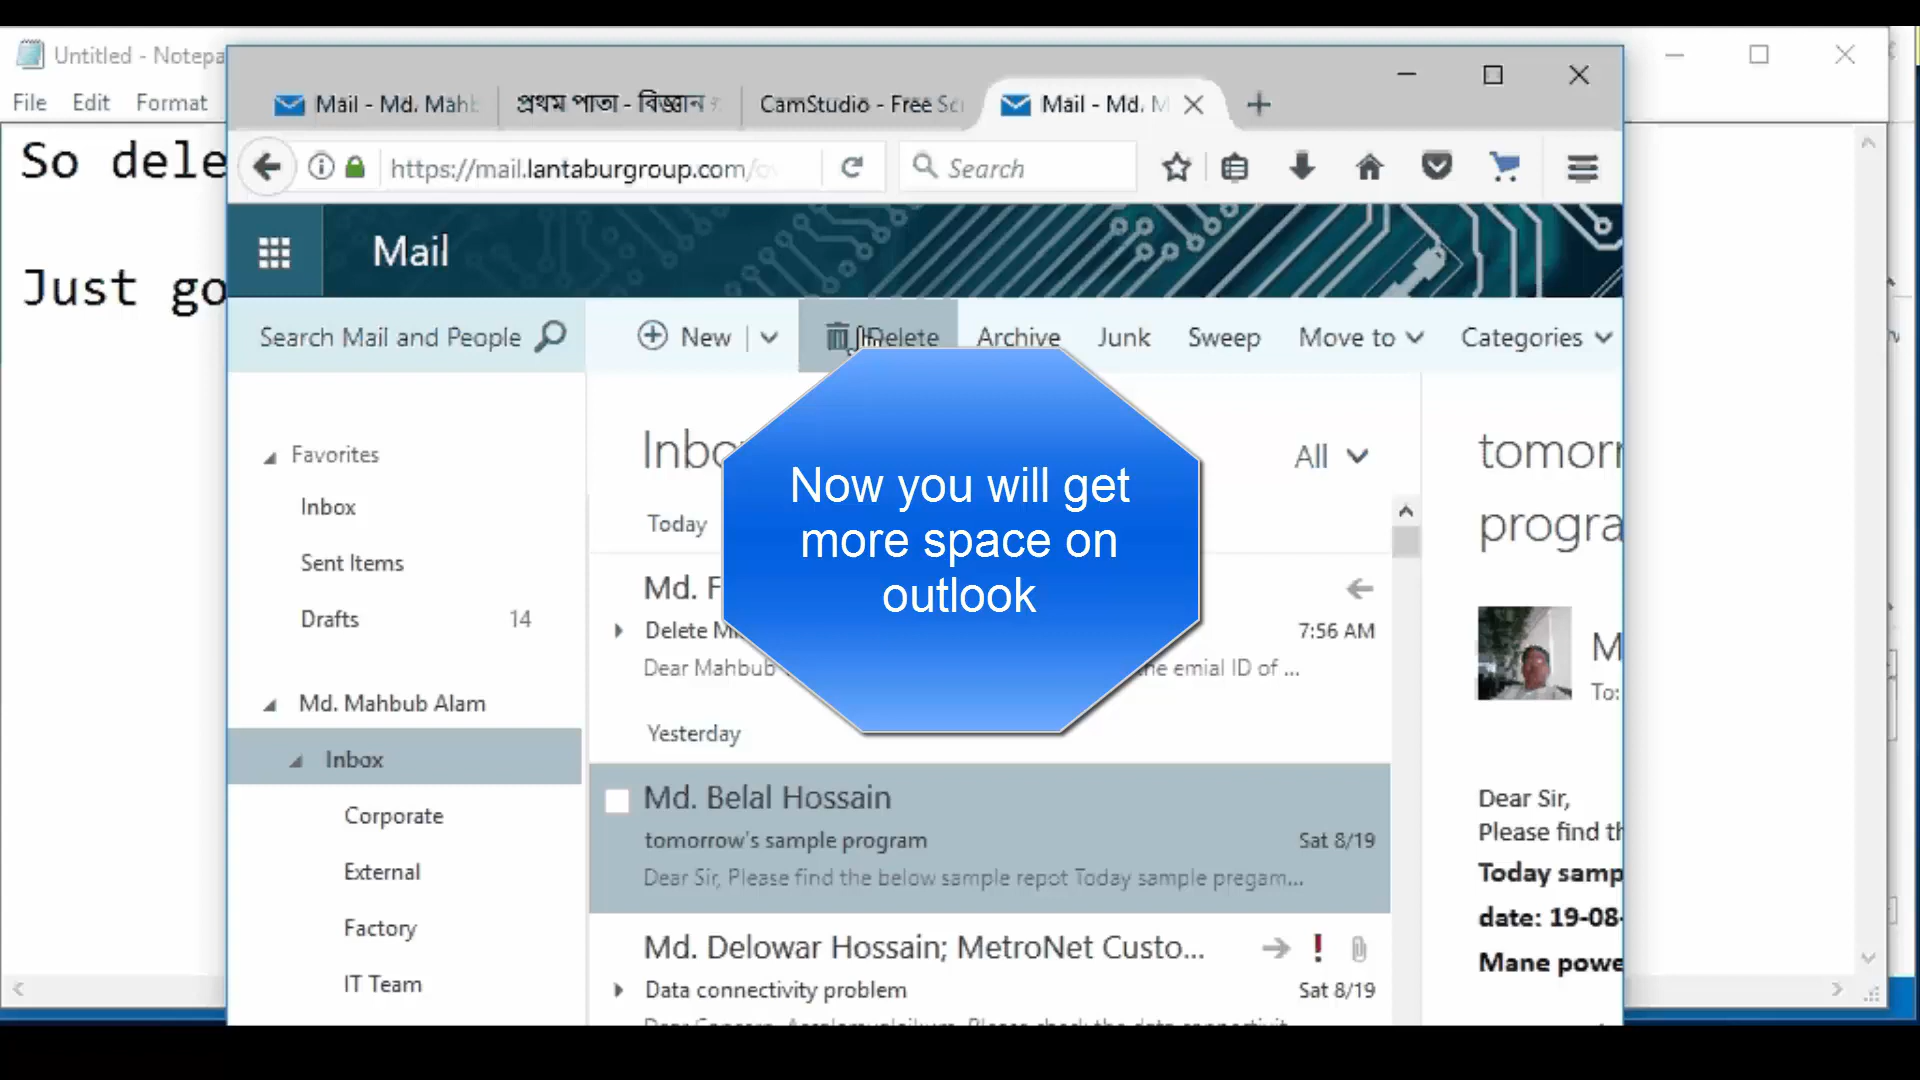 Untitled - Notepa
File Edit Format
So dele
Just go
Mail - Md. Mahb
প্রথম পাতা - বিজ্ঞান
CamStudio - Free Scr
Mail - Md. M
https://mail.lantaburgroup.com/ow
Search
Mail
Search Mail and People
New
Delete
Archive
Junk
Sweep
Move to
Categories
Now you will get
more space on
outlook
Favorites
Inbox
Sent Items
Drafts 14
Md. Mahbub Alam
Inbox
Corporate
External
Factory
IT Team
Inbo
All
Today
Md. F
Delete M 7:56 AM
Dear Mahbub he emial ID of ...
Yesterday
Md. Belal Hossain
tomorrow's sample program Sat 8/19
Dear Sir, Please find the below sample repot Today sample pregam...
Md. Delowar Hossain; MetroNet Custo...
Data connectivity problem Sat 8/19
tomorr
progra
M
To:
Dear Sir,
Please find th
Today samp
date: 19-08-
Mane powe